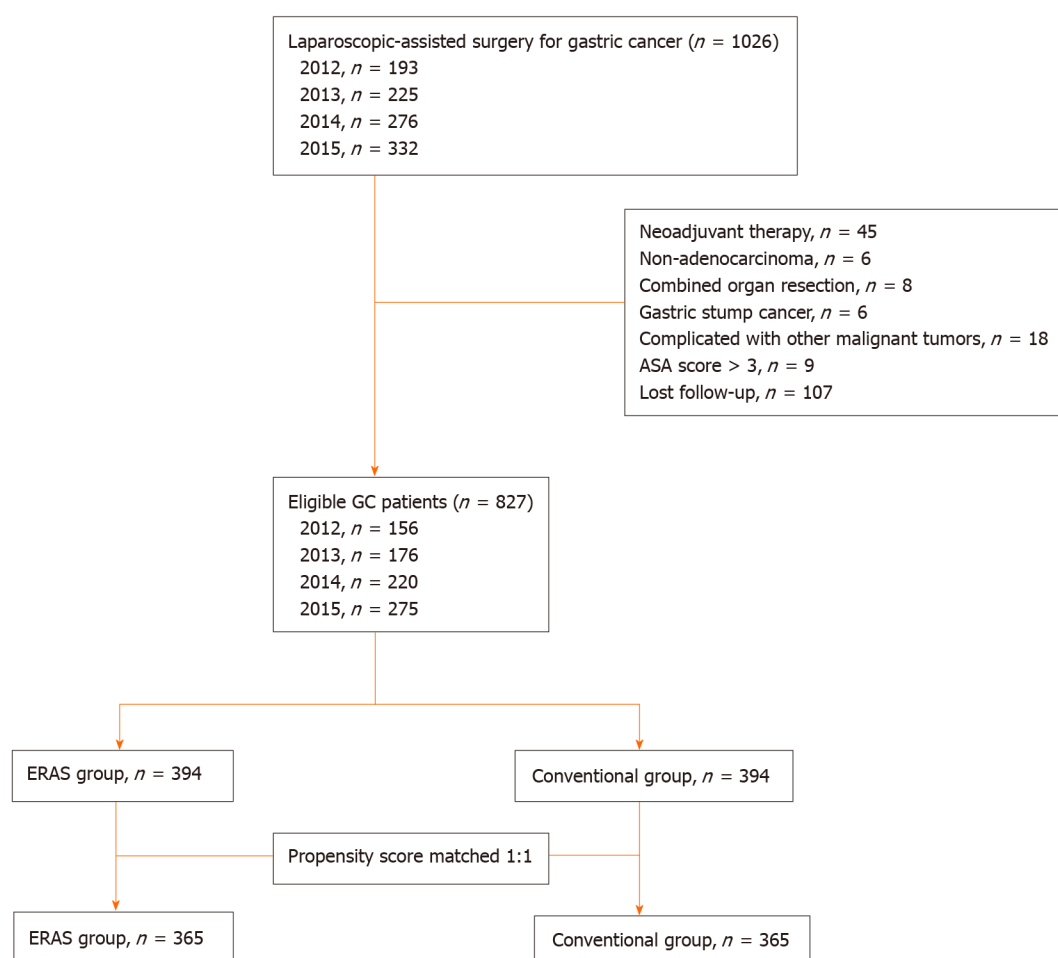 Laparoscopic-assisted surgery for gastric cancer (n = 1026)
2012, n = 193
2013, n = 225
2014, n = 276
2015, n = 332
Neoadjuvant therapy, n = 45
Non-adenocarcinoma, n = 6
Combined organ resection, n = 8
Gastric stump cancer, n = 6
Complicated with other malignant tumors, n = 18
ASA score > 3, n = 9
Lost follow-up, n = 107
Eligible GC patients (n = 827)
2012, n = 156
2013, n = 176
2014, n = 220
2015, n = 275
ERAS group, n = 394
Conventional group, n = 394
Propensity score matched 1:1
ERAS group, n = 365
Conventional group, n = 365